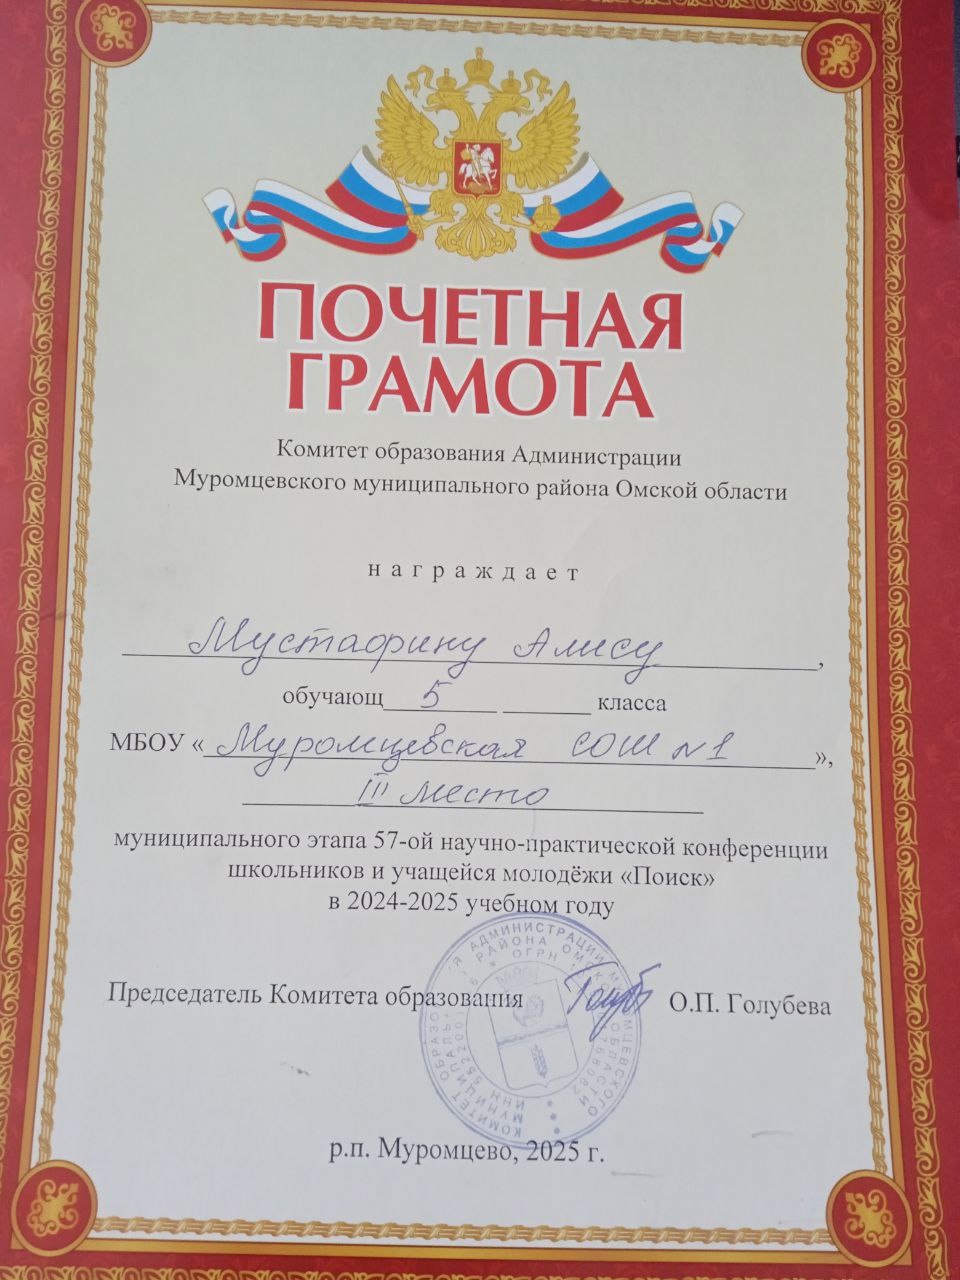 ПОЧЕТНАЯ
ГРАМОТА
Комитет образования Администрации
Муромцевского муниципального района Омской области
награждает
Мустафину Алису,
обучающ 5 класса
МБОУ «Муромцевская СОШ №1»,
III место
муниципального этапа 57-ой научно-практической конференции
школьников и учащейся молодёжи «Поиск»
в 2024-2025 учебном году
Председатель Комитета образования О.П. Голубева
р.п. Муромцево, 2025 г.